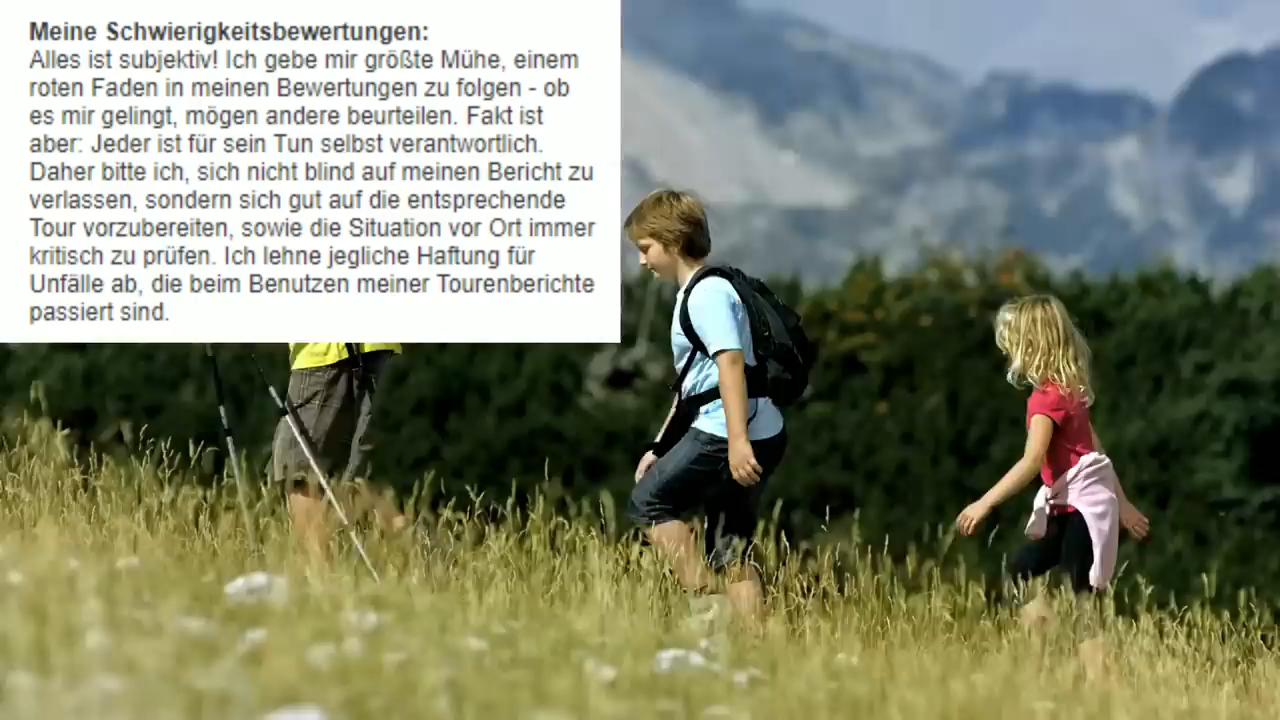 Meine Schwierigkeitsbewertungen:
Alles ist subjektiv! Ich gebe mir größte Mühe, einem
roten Faden in meinen Bewertungen zu folgen - ob
es mir gelingt, mögen andere beurteilen. Fakt ist
aber: Jeder ist für sein Tun selbst verantwortlich.
Daher bitte ich, sich nicht blind auf meinen Bericht zu
verlassen, sondern sich gut auf die entsprechende
Tour vorzubereiten, sowie die Situation vor Ort immer
kritisch zu prüfen. Ich lehne jegliche Haftung für
Unfälle ab, die beim Benutzen meiner Tourenberichte
passiert sind.